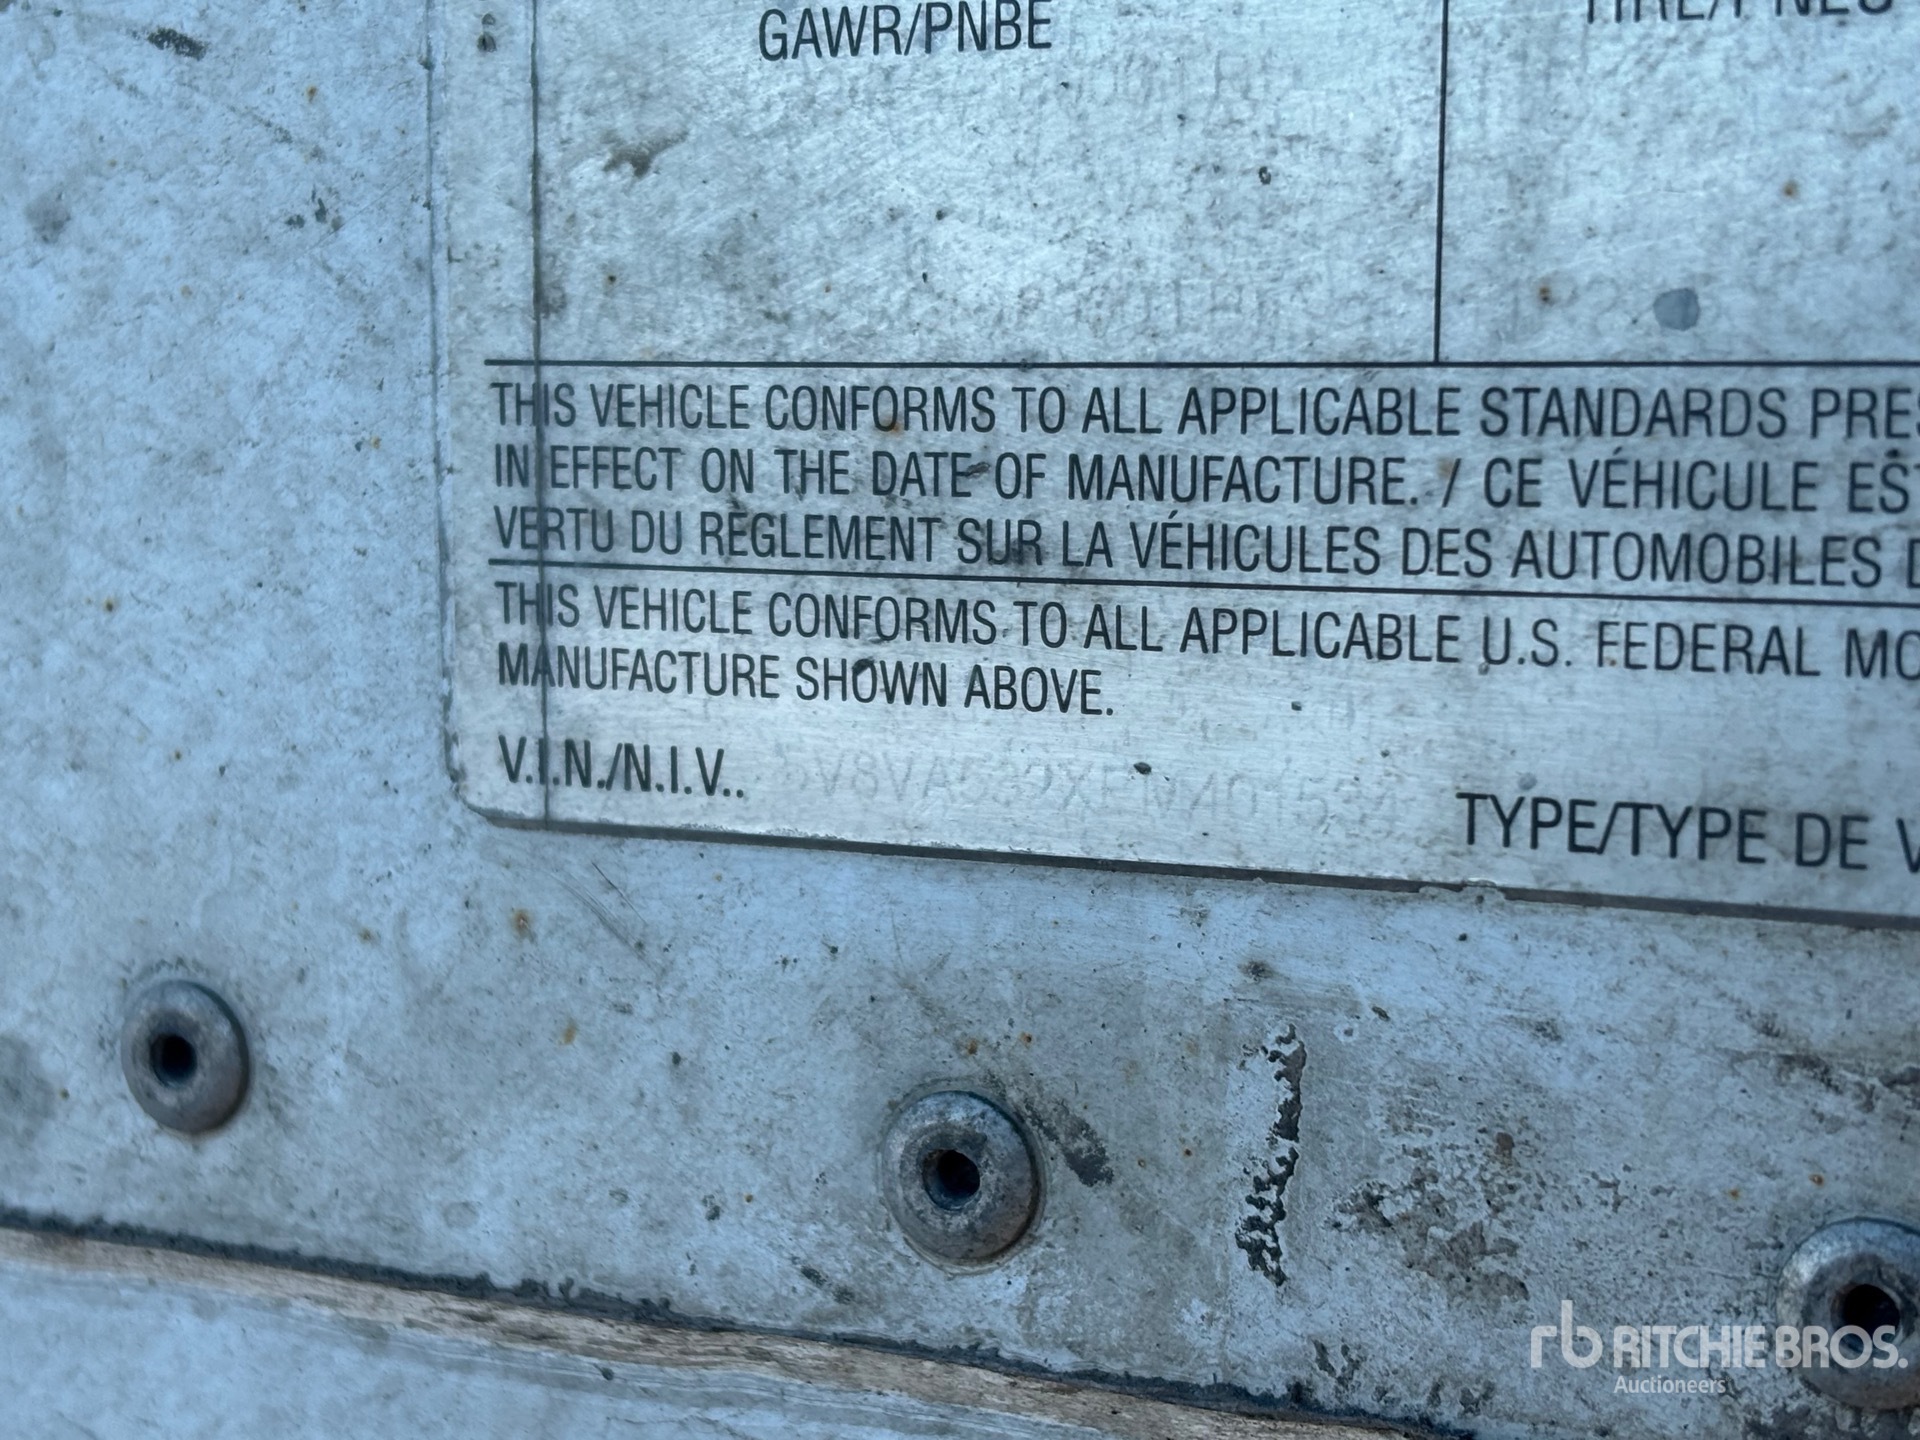 GAWR/PNBE
THIS VEHICLE CONFORMS TO ALL APPLICABLE STANDARDS PRES
IN EFFECT ON THE DATE OF MANUFACTURE. / CE VÉHICULE EST
VERTU DU RÈGLEMENT SUR LA VÉHICULES DES AUTOMOBILES D
THIS VEHICLE CONFORMS TO ALL APPLICABLE U.S. FEDERAL MO
MANUFACTURE SHOWN ABOVE.
V.I.N./N.I.V..
TYPE/TYPE DE V
rb RITCHIE BROS.
Auctioneers